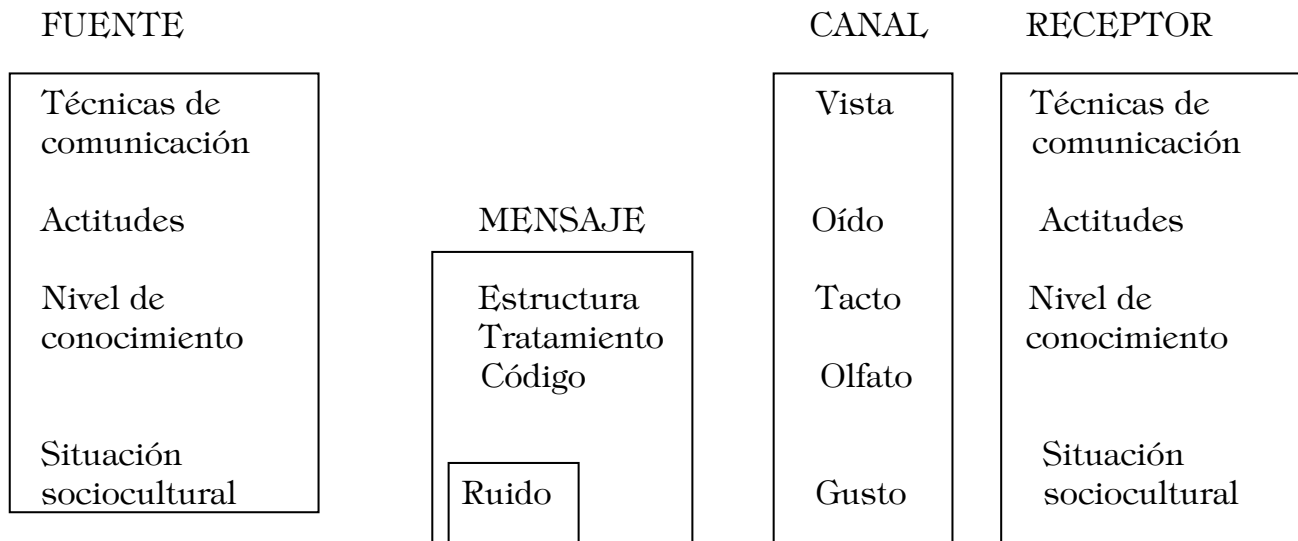 FUENTE
Técnicas de
comunicación
Actitudes
Nivel de
conocimiento
Situación
sociocultural
MENSAJE
Estructura
Tratamiento
Código
Ruido
CANAL
Vista
Oído
Tacto
Olfato
Gusto
RECEPTOR
Técnicas de
comunicación
Actitudes
Nivel de
conocimiento
Situación
sociocultural